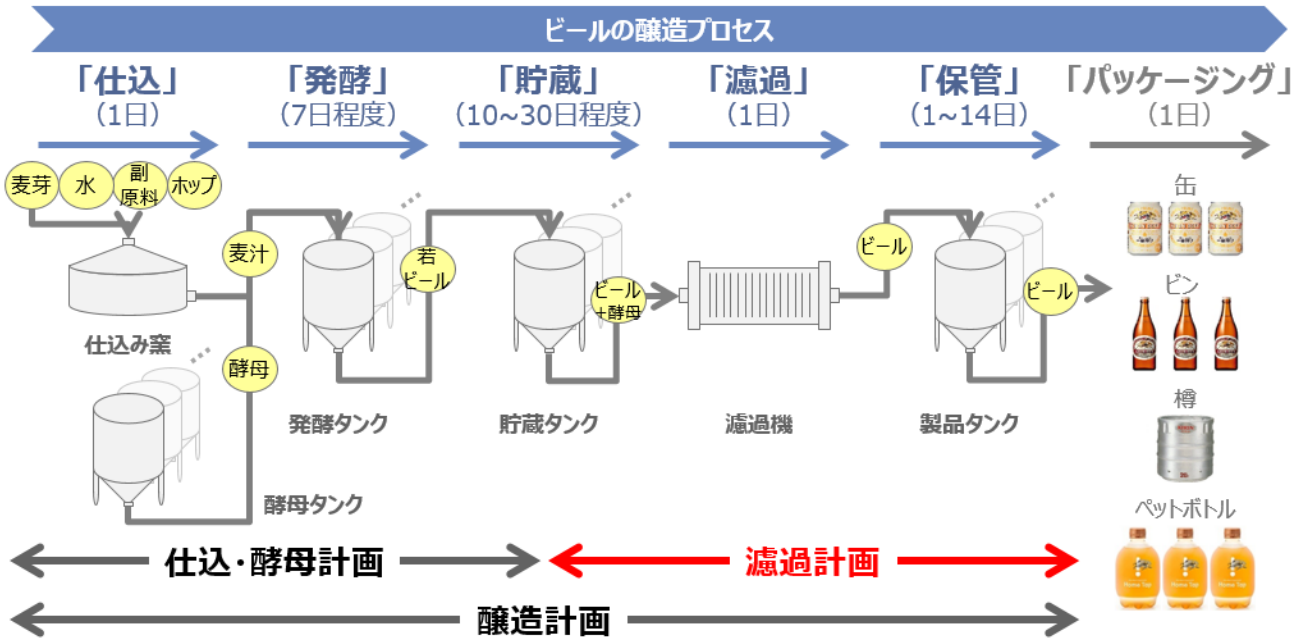 ビールの醸造プロセス
「仕込」
(1日)
「発酵」
(7日程度)
「貯蔵」
(10~30日程度)
「濾過」
(1日)
「保管」
(1~14日)
「パッケージング」
(1日)
麦芽
水
副
原料
ホップ
麦汁
酵母
仕込み窯
酵母タンク
若
ビール
発酵タンク
ビール
+酵母
貯蔵タンク
濾過機
ビール
ビール
製品タンク
缶
ビン
樽
ペットボトル
仕込・酵母計画
濾過計画
醸造計画